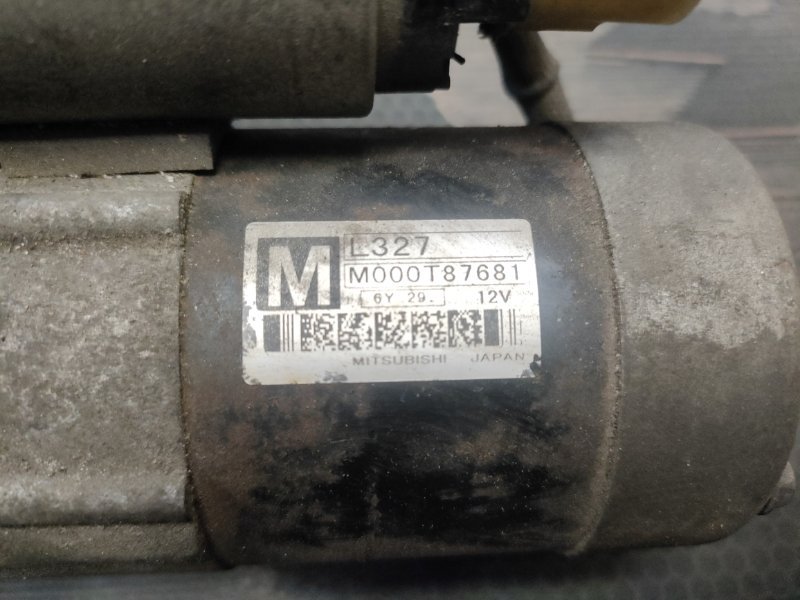 M
L327
M000T87681
6Y 29.
12V
MITSUBISHI JAPAN